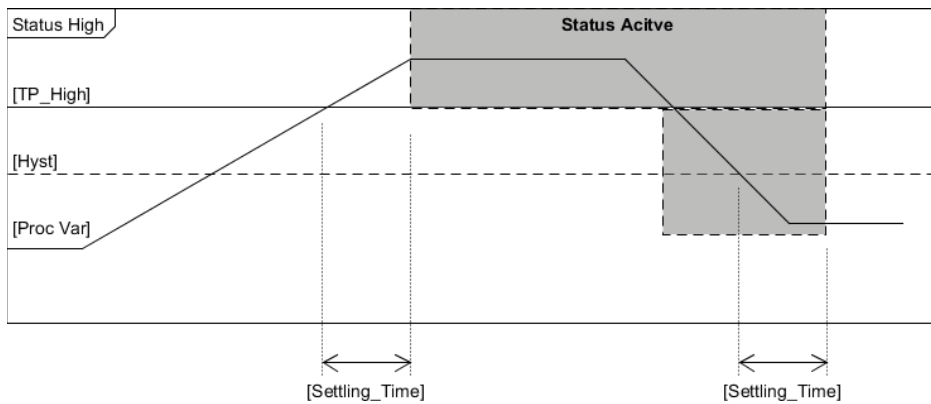 Status High
Status Acitve
[TP_High]
[Hyst]
[Proc Var]
[Settling_Time]
[Settling_Time]